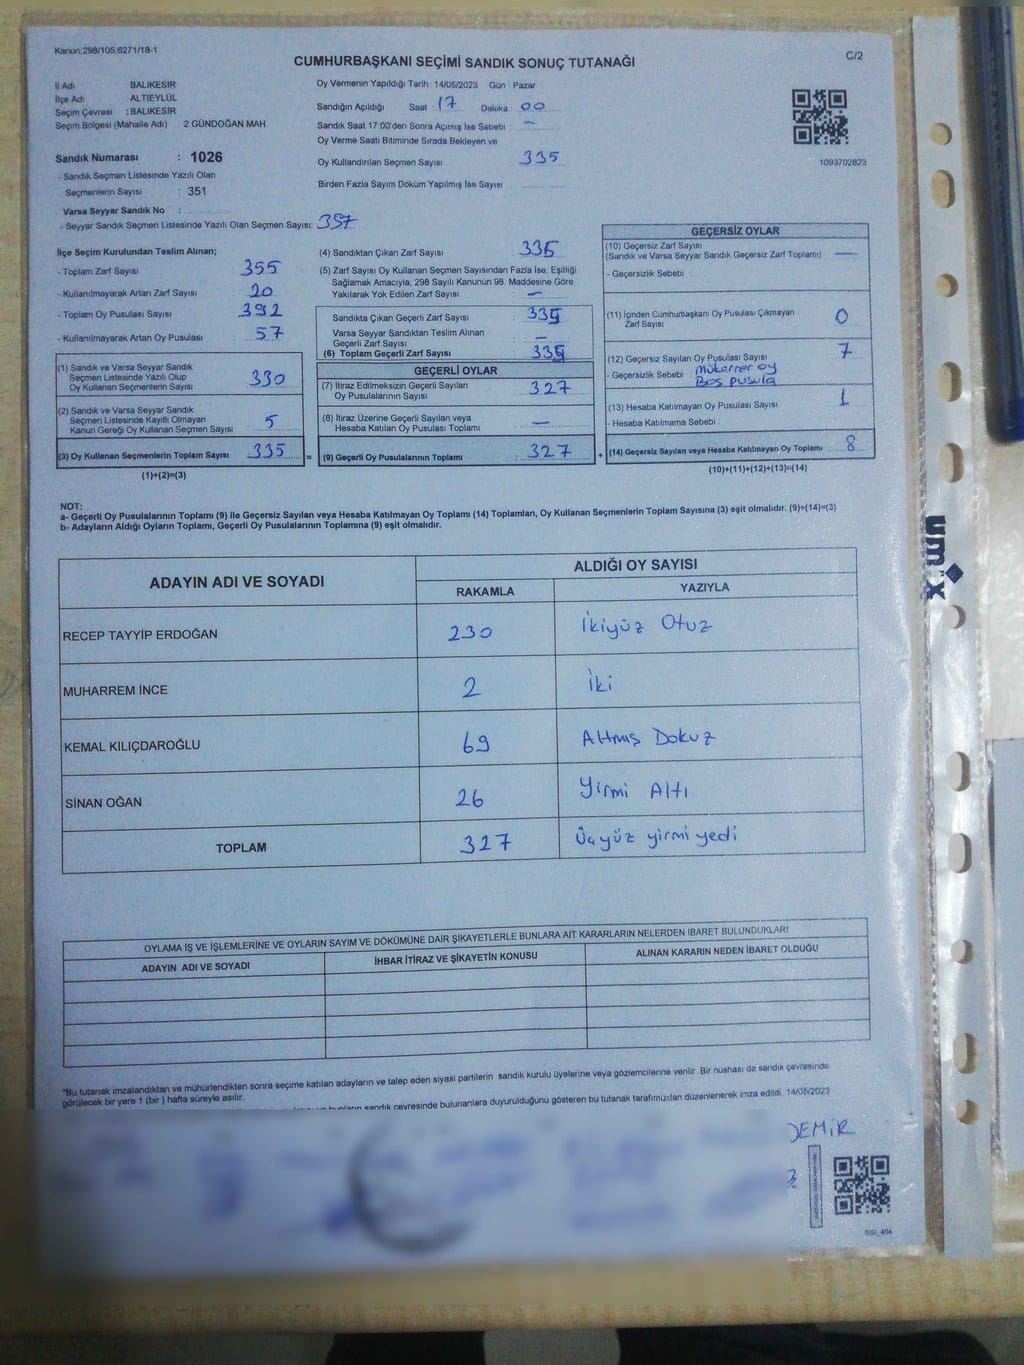 Kanun:298/105,6271/18-1
C/2
CUMHURBAŞKANI SEÇİMİ SANDIK SONUÇ TUTANAĞI
İl Adı BALIKESİR
İlçe Adı ALTIEYLÜL
Seçim Çevresi : BALIKESİR
Seçim Bölgesi (Mahalle Adı) 2 GÜNDOĞAN MAH
Sandık Numarası : 1026
- Sandık Seçmen Listesinde Yazılı Olan
Seçmenlerin Sayısı : 351
Varsa Seyyar Sandık No :
- Seyyar Sandık Seçmen Listesinde Yazılı Olan Seçmen Sayısı: 357
Oy Vermenin Yapıldığı Tarih 14/05/2023 Gün : Pazar
Sandığın Açıldığı Saat 17 Dakika 00
Sandık Saat 17:00'den Sonra Açımış İse Sebebi —
Oy Verme Saati Bitiminde Sırada Bekleyen ve
Oy Kullandırılan Seçmen Sayısı 335
Birden Fazla Sayım Döküm Yapılmış İse Sayısı
1093702823
İlçe Seçim Kurulundan Teslim Alınan;
- Toplam Zarf Sayısı 355
- Kullanılmayarak Artan Zarf Sayısı 20
- Toplam Oy Pusulası Sayısı 392
- Kullanılmayarak Artan Oy Pusulası 57
(1) Sandık ve Varsa Seyyar Sandık
Seçmen Listesinde Yazılı Olup
Oy Kullanan Seçmenlerin Sayısı 330
(2) Sandık ve Varsa Seyyar Sandık
Seçmen Listesinde Kayıtlı Olmayan
Kanun Gereği Oy Kullanan Seçmen Sayısı 5
(3) Oy Kullanan Seçmenlerin Toplam Sayısı 335
(1)+(2)=(3)
(4) Sandıktan Çıkan Zarf Sayısı 335
(5) Zarf Sayısı Oy Kullanan Seçmen Sayısından Fazla İse, Eşitliği
Sağlamak Amacıyla, 298 Sayılı Kanunun 98. Maddesine Göre
Yakılarak Yok Edilen Zarf Sayısı —
Sandıkta Çıkan Geçerli Zarf Sayısı 335
Varsa Seyyar Sandıktan Teslim Alınan
Geçerli Zarf Sayısı —
(6) Toplam Geçerli Zarf Sayısı 335
GEÇERLİ OYLAR
(7) İtiraz Edilmeksizin Geçerli Sayılan
Oy Pusulalarının Sayısı 327
(8) İtiraz Üzerine Geçerli Sayılan veya
Hesaba Katılan Oy Pusulası Toplamı —
= (9) Geçerli Oy Pusulalarının Toplamı : 327
GEÇERSİZ OYLAR
(10) Geçersiz Zarf Sayısı
(Sandık ve Varsa Seyyar Sandık Geçersiz Zarf Toplamı) —
- Geçersizlik Sebebi :
(11) İçinden Cumhurbaşkanı Oy Pusulası Çıkmayan
Zarf Sayısı 0
(12) Geçersiz Sayılan Oy Pusulası Sayısı 7
- Geçersizlik Sebebi : Mükerrer oy
Boş pusula
(13) Hesaba Katılmayan Oy Pusulası Sayısı 1
- Hesaba Katılmama Sebebi :
+ (14) Geçersiz Sayılan veya Hesaba Katılmayan Oy Toplamı : 8
(10)+(11)+(12)+(13)=(14)
NOT:
a- Geçerli Oy Pusulalarının Toplamı (9) ile Geçersiz Sayılan veya Hesaba Katılmayan Oy Toplamı (14) Toplamları, Oy Kullanan Seçmenlerin Toplam Sayısına (3) eşit olmalıdır. (9)+(14)=(3)
b- Adayların Aldığı Oyların Toplamı, Geçerli Oy Pusulalarının Toplamına (9) eşit olmalıdır.
ADAYIN ADI VE SOYADI ALDIĞI OY SAYISI
RAKAMLA YAZIYLA
RECEP TAYYİP ERDOĞAN 230 İkiyüz Otuz
MUHARREM İNCE 2 İki
KEMAL KILIÇDAROĞLU 69 Altmış Dokuz
SİNAN OĞAN 26 Yirmi Altı
TOPLAM 327 Üçyüz yirmi yedi
OYLAMA İŞ VE İŞLEMLERİNE VE OYLARIN SAYIM VE DÖKÜMÜNE DAİR ŞİKAYETLERLE BUNLARA AİT KARARLARIN NELERDEN İBARET BULUNDUKLARI
ADAYIN ADI VE SOYADI İHBAR İTİRAZ VE ŞİKAYETİN KONUSU ALINAN KARARIN NEDEN İBARET OLDUĞU
"Bu tutanak imzalandıktan ve mühürlendikten sonra seçime katılan adayların ve talep eden siyasi partilerin sandık kurulu üyelerine veya gözlemcilerine verilir. Bir nüshası da sandık çevresinde
görülecek bir yere 1 (bir ) hafta süreyle asılır.
sandık çevresinde bulunanlara duyurulduğunu gösteren bu tutanak tarafımızdan düzenlenerek imza edildi. 14/05/2023
DEMİR
umix